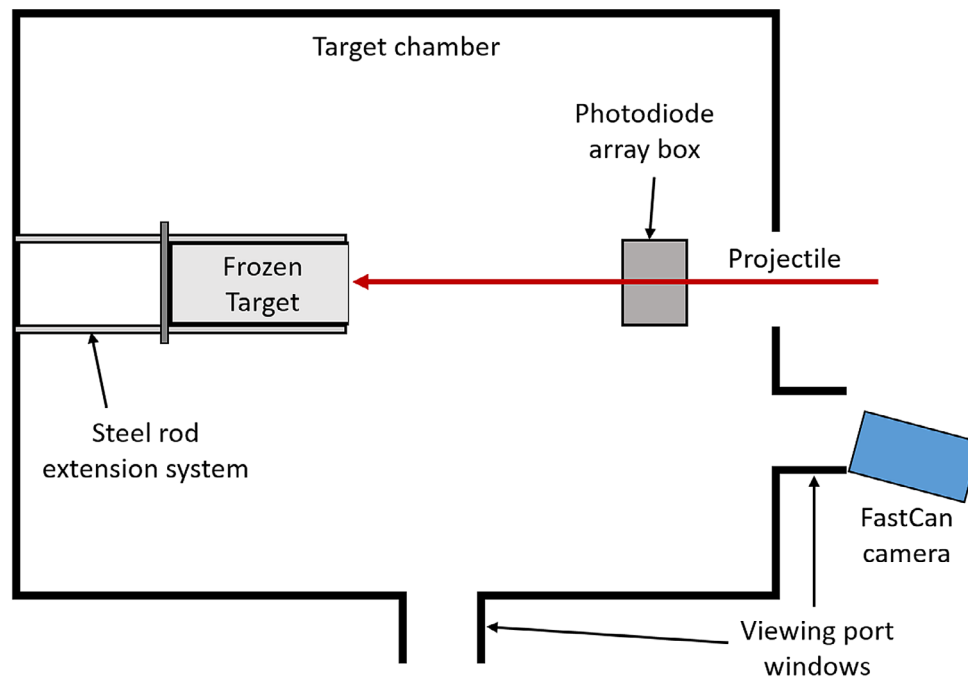 Target chamber
Photodiode
array box
Projectile
Frozen
Target
Steel rod
extension system
FastCan
camera
Viewing port
windows